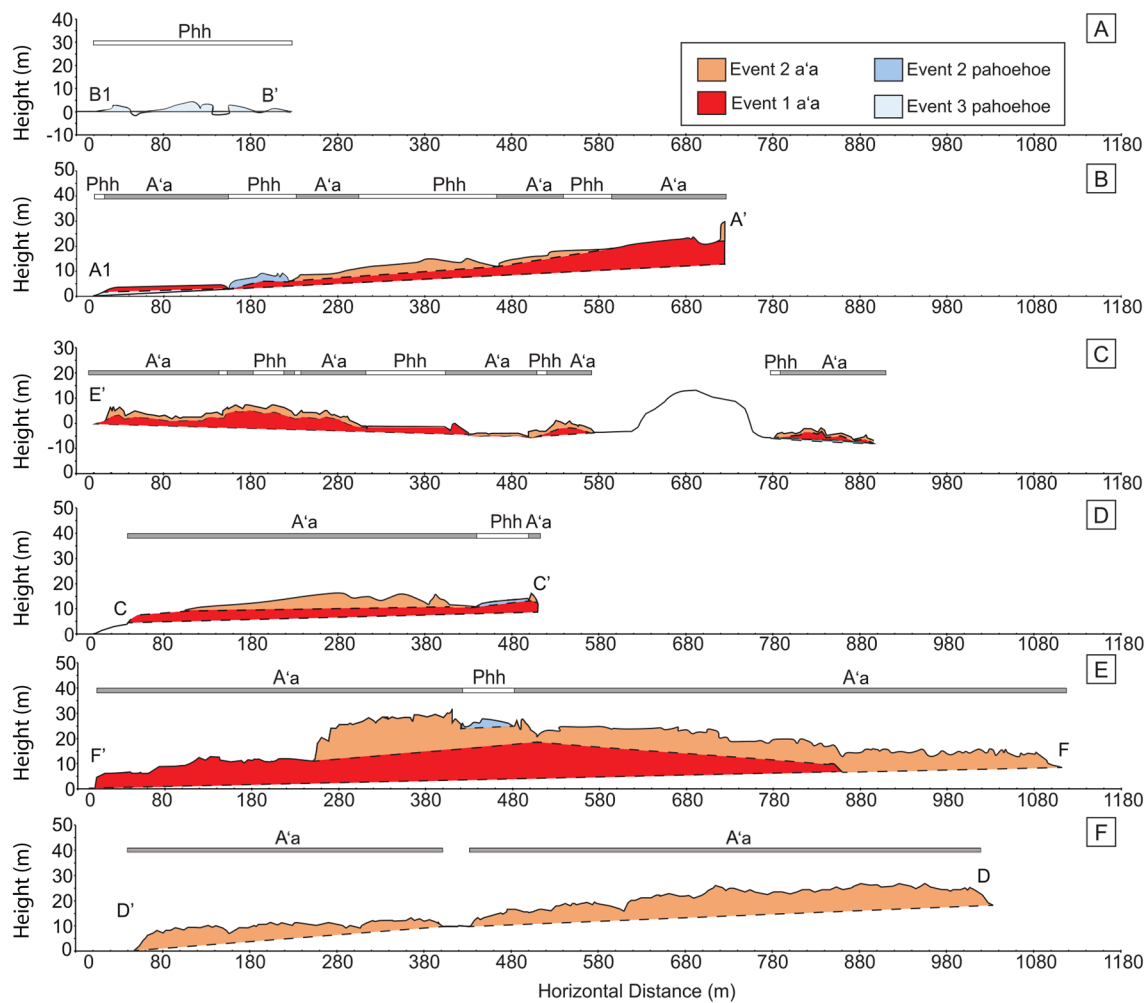 40
Phh
A
30
20
Event 2 a‘a
Event 2 pahoehoe
10
B1
B’
Event 1 a‘a
Event 3 pahoehoe
0
-10
Height (m)
0 80 180 280 380 480 580 680 780 880 980 1080 1180
50
B
Phh A‘a Phh A‘a Phh A‘a Phh A‘a
40
30
A’
20
A1
10
0
Height (m)
0 80 180 280 380 480 580 680 780 880 980 1080 1180
30
C
A‘a Phh A‘a Phh A‘a Phh A‘a Phh A‘a
20
E’
10
0
-10
0
Height (m)
0 80 180 280 380 480 580 680 780 880 980 1080 1180
50
D
A‘a Phh A‘a
40
30
20
C
C’
10
0
Height (m)
0 80 180 280 380 480 580 680 780 880 980 1080 1180
50
E
A‘a Phh A‘a
40
30
20
F’
F
10
0
Height (m)
0 80 180 280 380 480 580 680 780 880 980 1080 1180
50
F
A‘a A‘a
40
30
D
20
D’
10
0
Height (m)
0 80 180 280 380 480 580 680 780 880 980 1080 1180
Horizontal Distance (m)